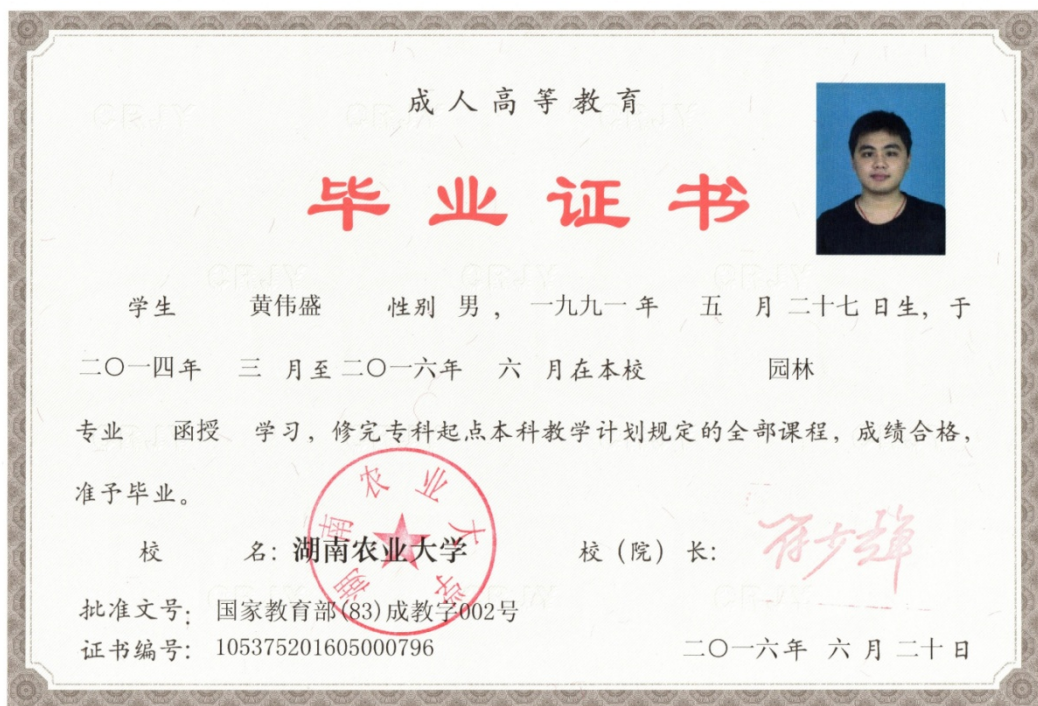 成人高等教育
毕业证书
学生 黄伟盛 性别 男 ， 一九九一 年 五 月 二十七 日生，于
二〇一四年 三 月至 二〇一六年 六 月在本校 园林
专业 函授 学习，修完专科起点本科教学计划规定的全部课程，成绩合格，
准予毕业。
湖南农业大学
校 名：湖南农业大学 校（院）长：
批准文号： 国家教育部(83)成教字002号
证书编号： 105375201605000796 二〇一六年 六 月 二十 日